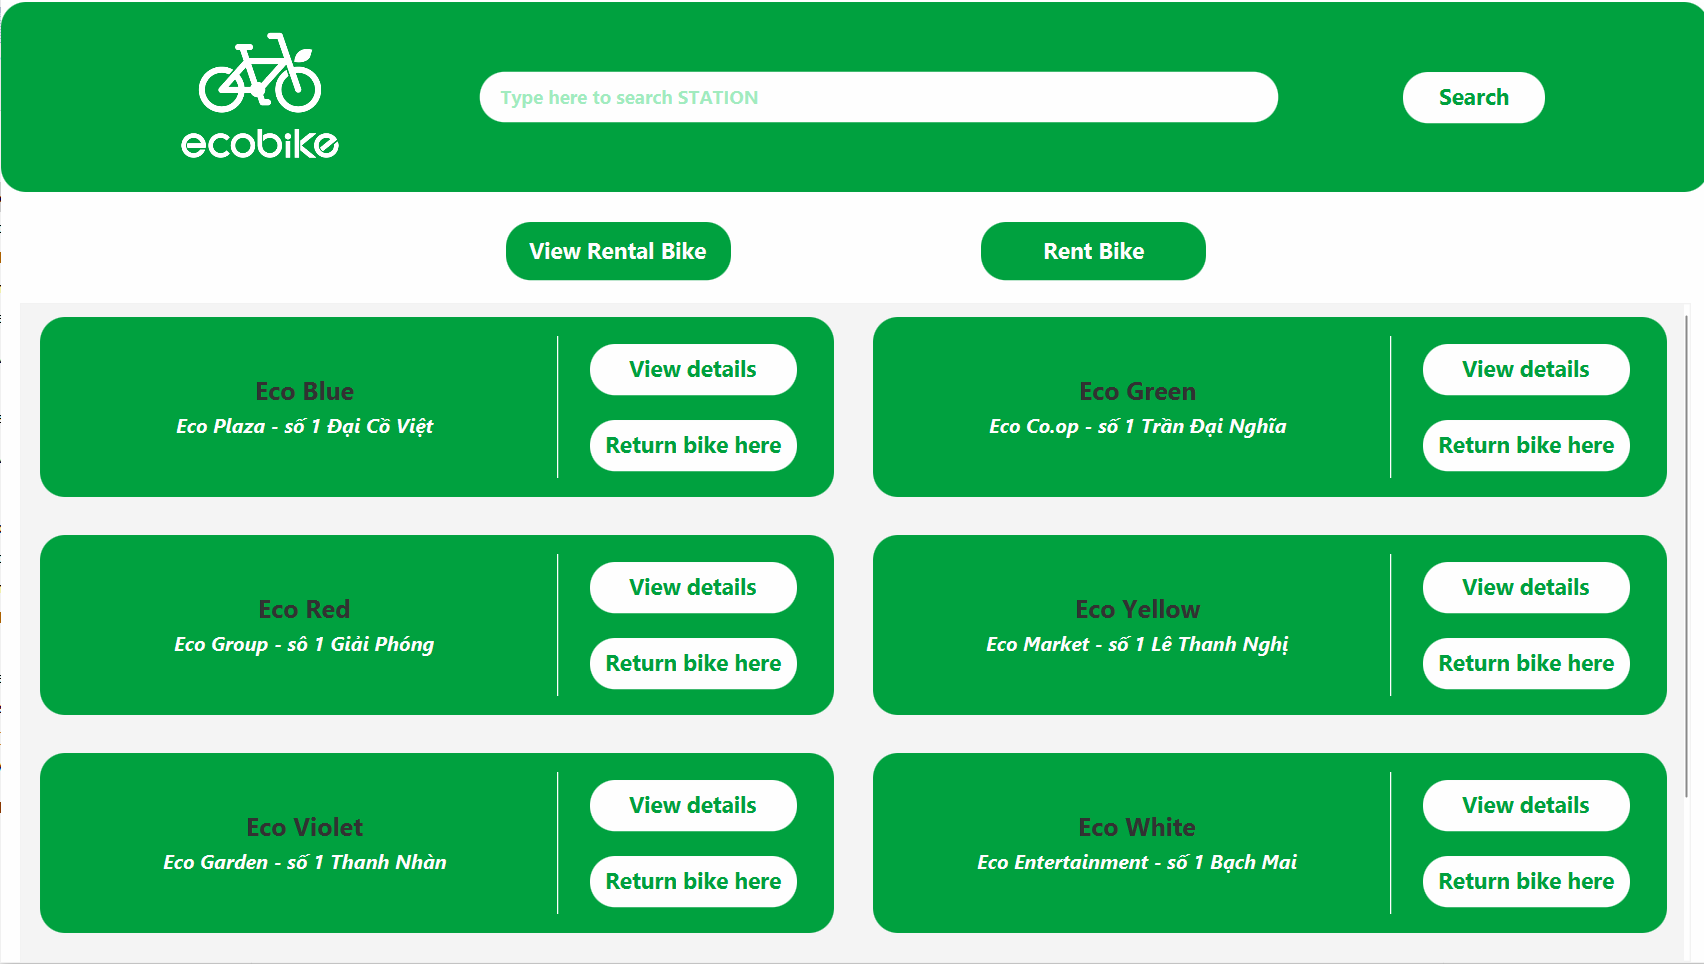 ecobike
Type here to search STATION
Search
View Rental Bike
Rent Bike
Eco Blue
Eco Plaza - số 1 Đại Cồ Việt
View details
Return bike here
Eco Green
Eco Co.op - số 1 Trần Đại Nghĩa
View details
Return bike here
Eco Red
Eco Group - sô 1 Giải Phóng
View details
Return bike here
Eco Yellow
Eco Market - số 1 Lê Thanh Nghị
View details
Return bike here
Eco Violet
Eco Garden - số 1 Thanh Nhàn
View details
Return bike here
Eco White
Eco Entertainment - số 1 Bạch Mai
View details
Return bike here